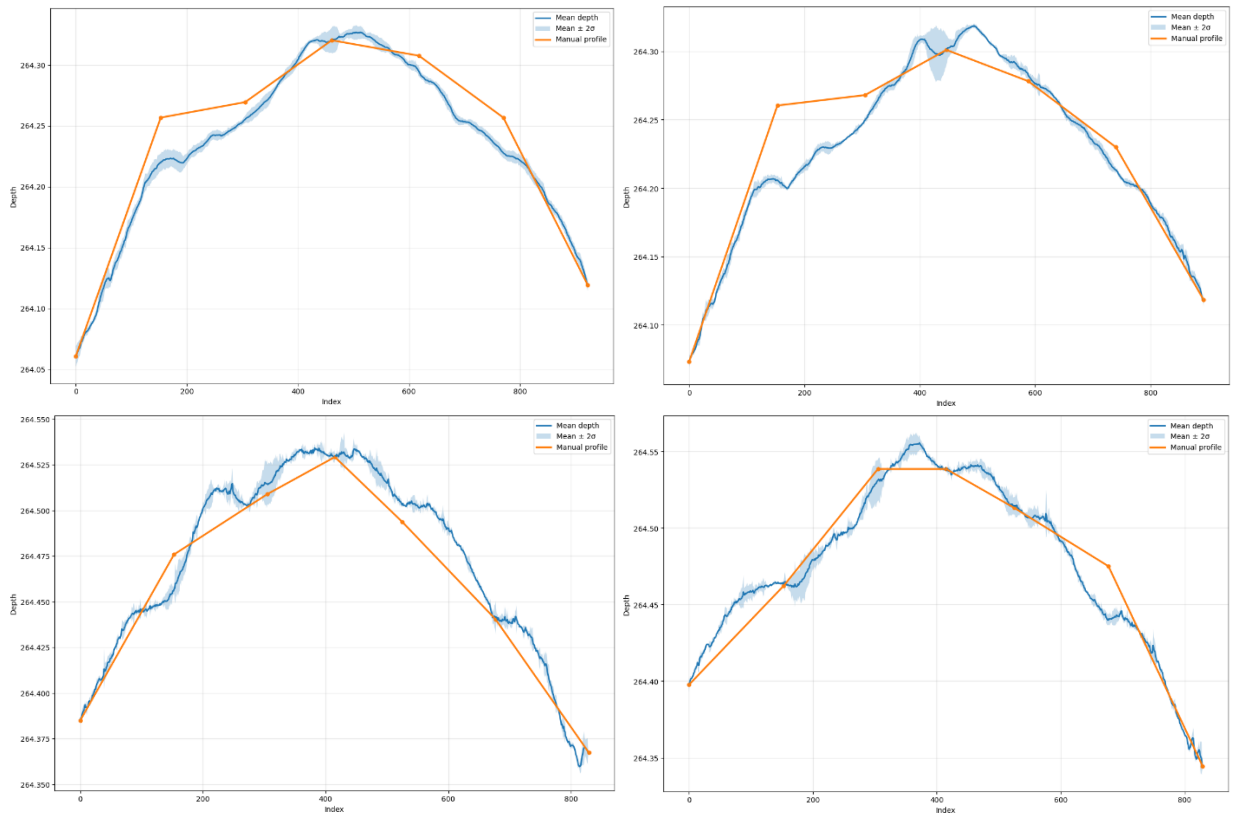 Mean depth
Mean ± 2σ
Manual profile
264.30
264.25
264.20
264.15
264.10
264.05
Depth
0
200
400
600
800
Index
Mean depth
Mean ± 2σ
Manual profile
264.30
264.25
264.20
264.15
264.10
Depth
0
200
400
600
800
Index
Mean depth
Mean ± 2σ
Manual profile
264.550
264.525
264.500
264.475
264.450
264.425
264.400
264.375
264.350
Depth
0
200
400
600
800
Index
Mean depth
Mean ± 2σ
Manual profile
264.55
264.50
264.45
264.40
264.35
Depth
0
200
400
600
800
Index